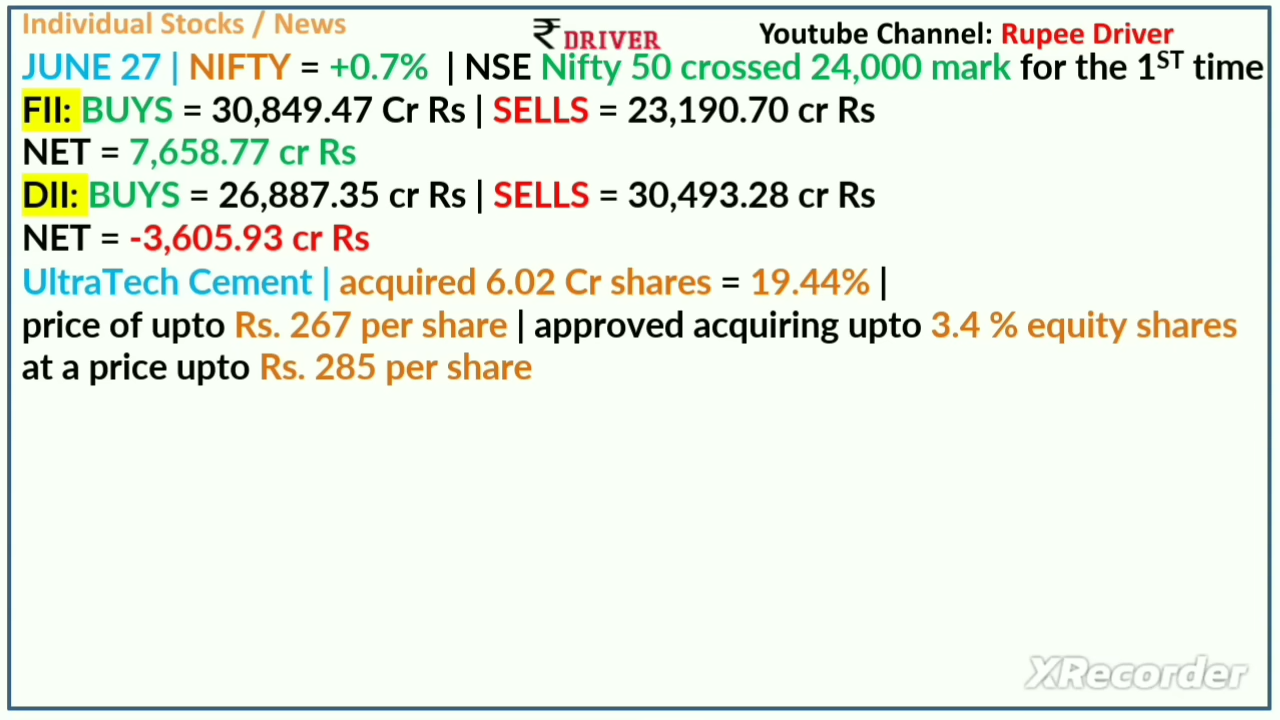 Individual Stocks / News
₹ DRIVER
Youtube Channel: Rupee Driver
JUNE 27 | NIFTY = +0.7% | NSE Nifty 50 crossed 24,000 mark for the 1ST time
FII: BUYS = 30,849.47 Cr Rs | SELLS = 23,190.70 cr Rs
NET = 7,658.77 cr Rs
DII: BUYS = 26,887.35 cr Rs | SELLS = 30,493.28 cr Rs
NET = -3,605.93 cr Rs
UltraTech Cement | acquired 6.02 Cr shares = 19.44% |
price of upto Rs. 267 per share | approved acquiring upto 3.4 % equity shares
at a price upto Rs. 285 per share
XRecorder